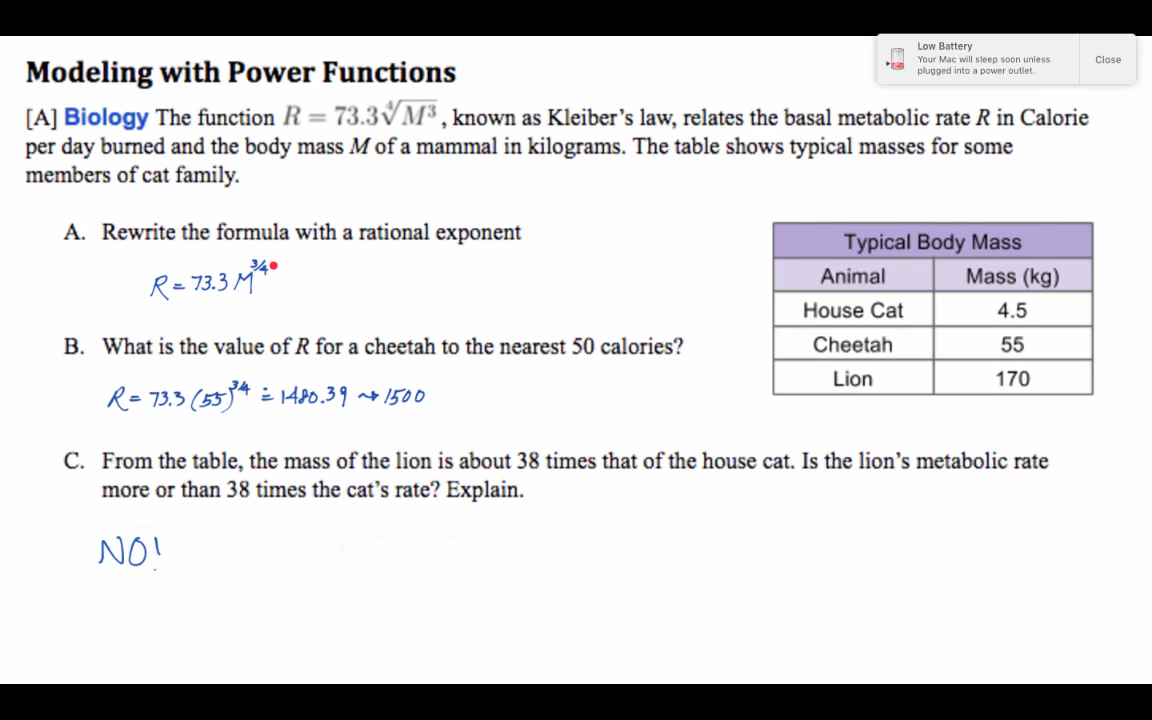 Low Battery
Your Mac will sleep soon unless
plugged into a power outlet.
Close
Modeling with Power Functions
[A] Biology The function R = 73.3∜M³, known as Kleiber's law, relates the basal metabolic rate R in Calorie
per day burned and the body mass M of a mammal in kilograms. The table shows typical masses for some
members of cat family.
A. Rewrite the formula with a rational exponent
R = 73.3 M^3/4
B. What is the value of R for a cheetah to the nearest 50 calories?
R = 73.3 (55)^3/4 ≐ 1480.39 ⇝ 1500
Typical Body Mass
Animal Mass (kg)
House Cat 4.5
Cheetah 55
Lion 170
C. From the table, the mass of the lion is about 38 times that of the house cat. Is the lion's metabolic rate
more or than 38 times the cat's rate? Explain.
NO!